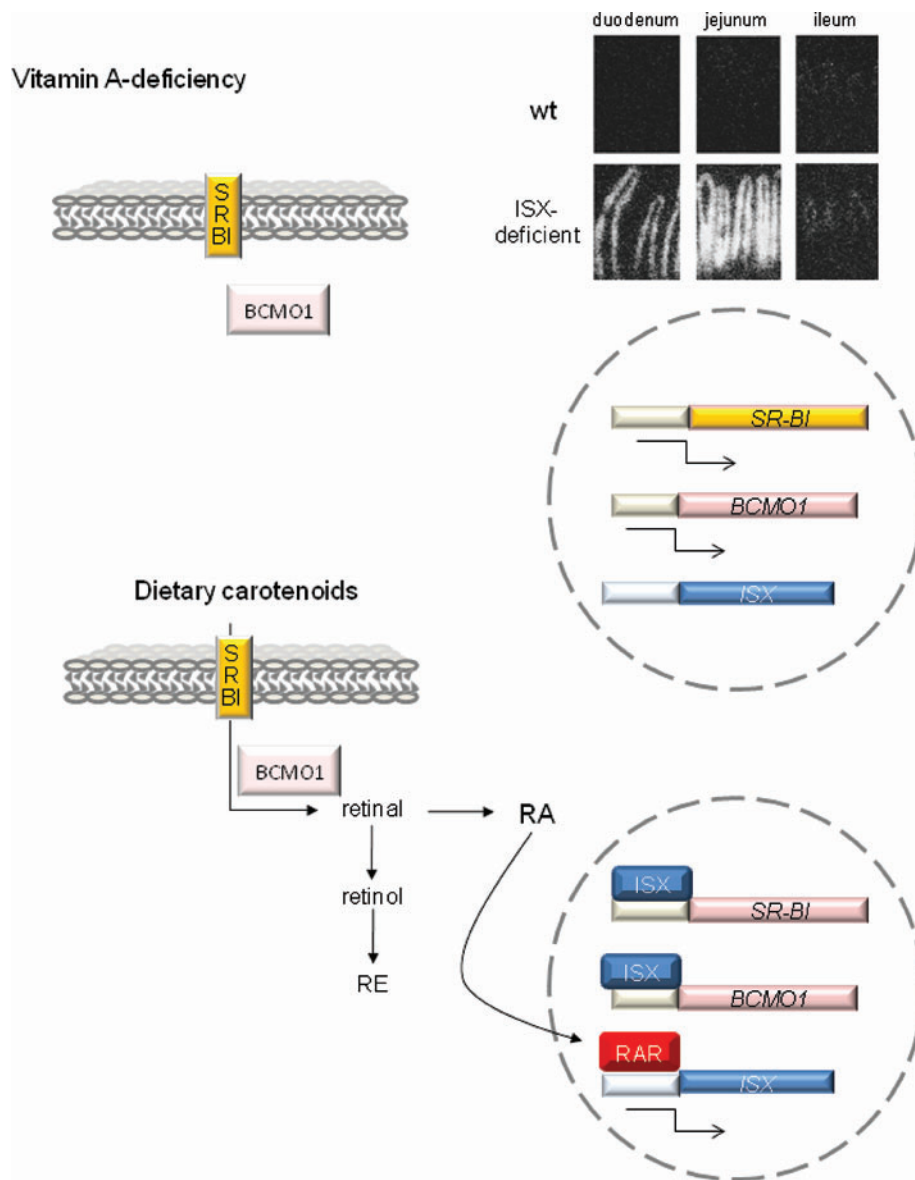 duodenum jejunum ileum
Vitamin A-deficiency
wt
S
R
BI
ISX-
deficient
BCMO1
SR-BI
BCMO1
ISX
Dietary carotenoids
S
R
BI
BCMO1
retinal
RA
retinol
RE
ISX
SR-BI
ISX
BCMO1
RAR
ISX